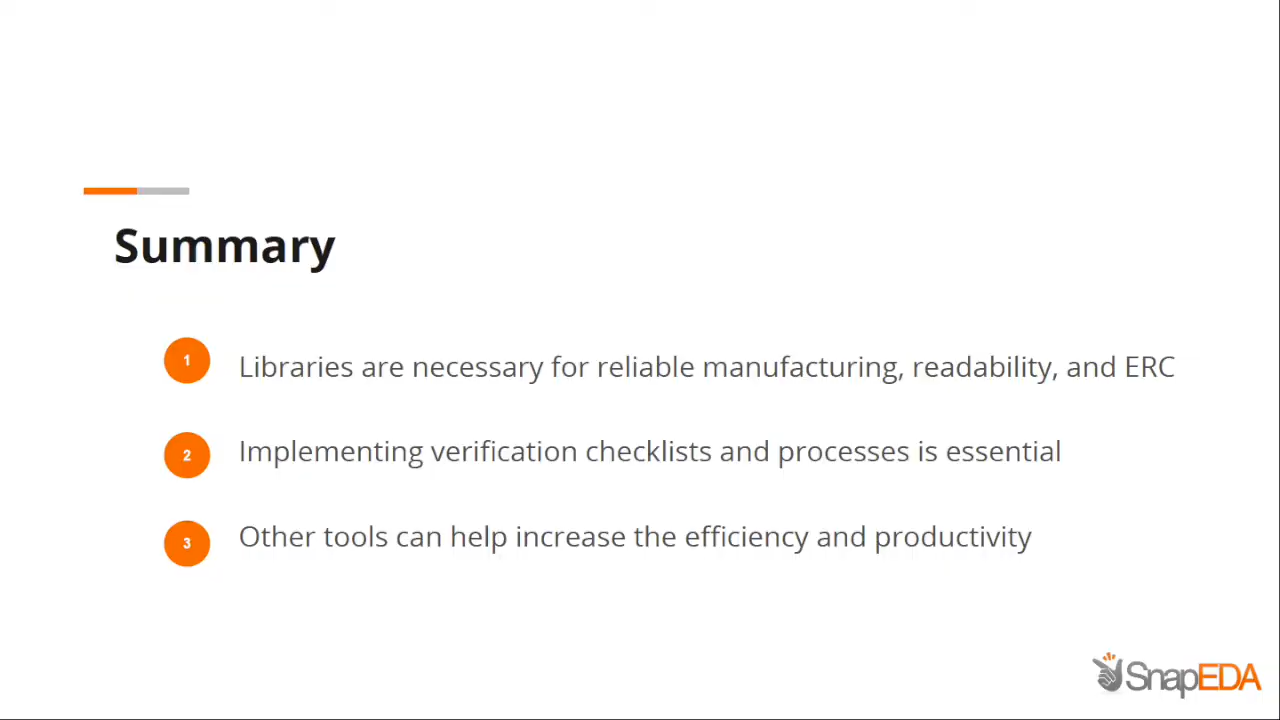 Summary
1 Libraries are necessary for reliable manufacturing, readability, and ERC
2 Implementing verification checklists and processes is essential
3 Other tools can help increase the efficiency and productivity
SnapEDA